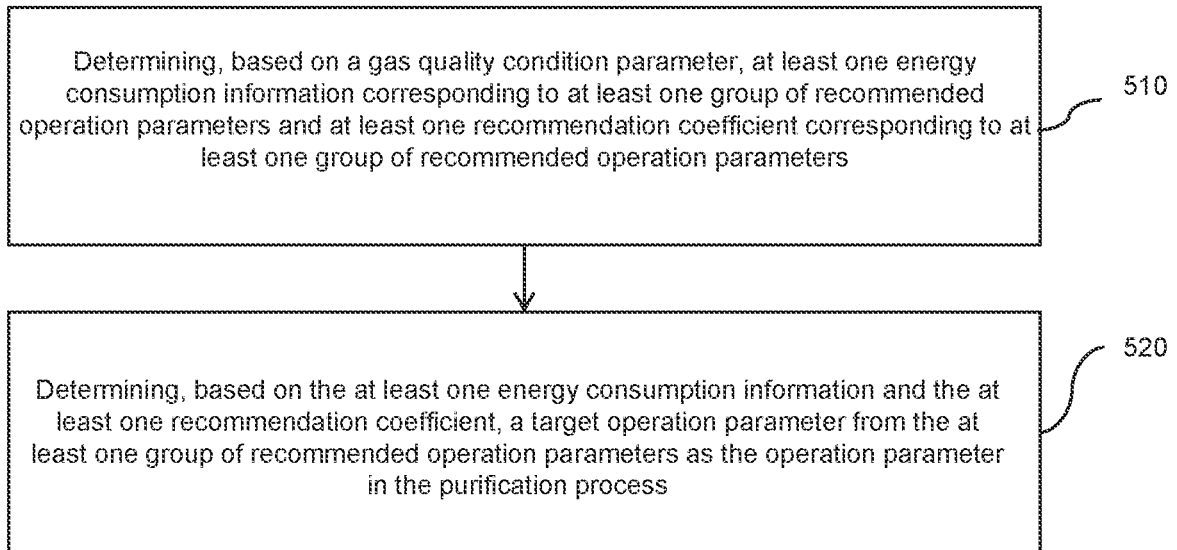 Determining, based on a gas quality condition parameter, at least one energy
consumption information corresponding to at least one group of recommended
operation parameters and at least one recommendation coefficient corresponding to at
least one group of recommended operation parameters
510
Determining, based on the at least one energy consumption information and the at
least one recommendation coefficient, a target operation parameter from the at
least one group of recommended operation parameters as the operation parameter
in the purification process
520